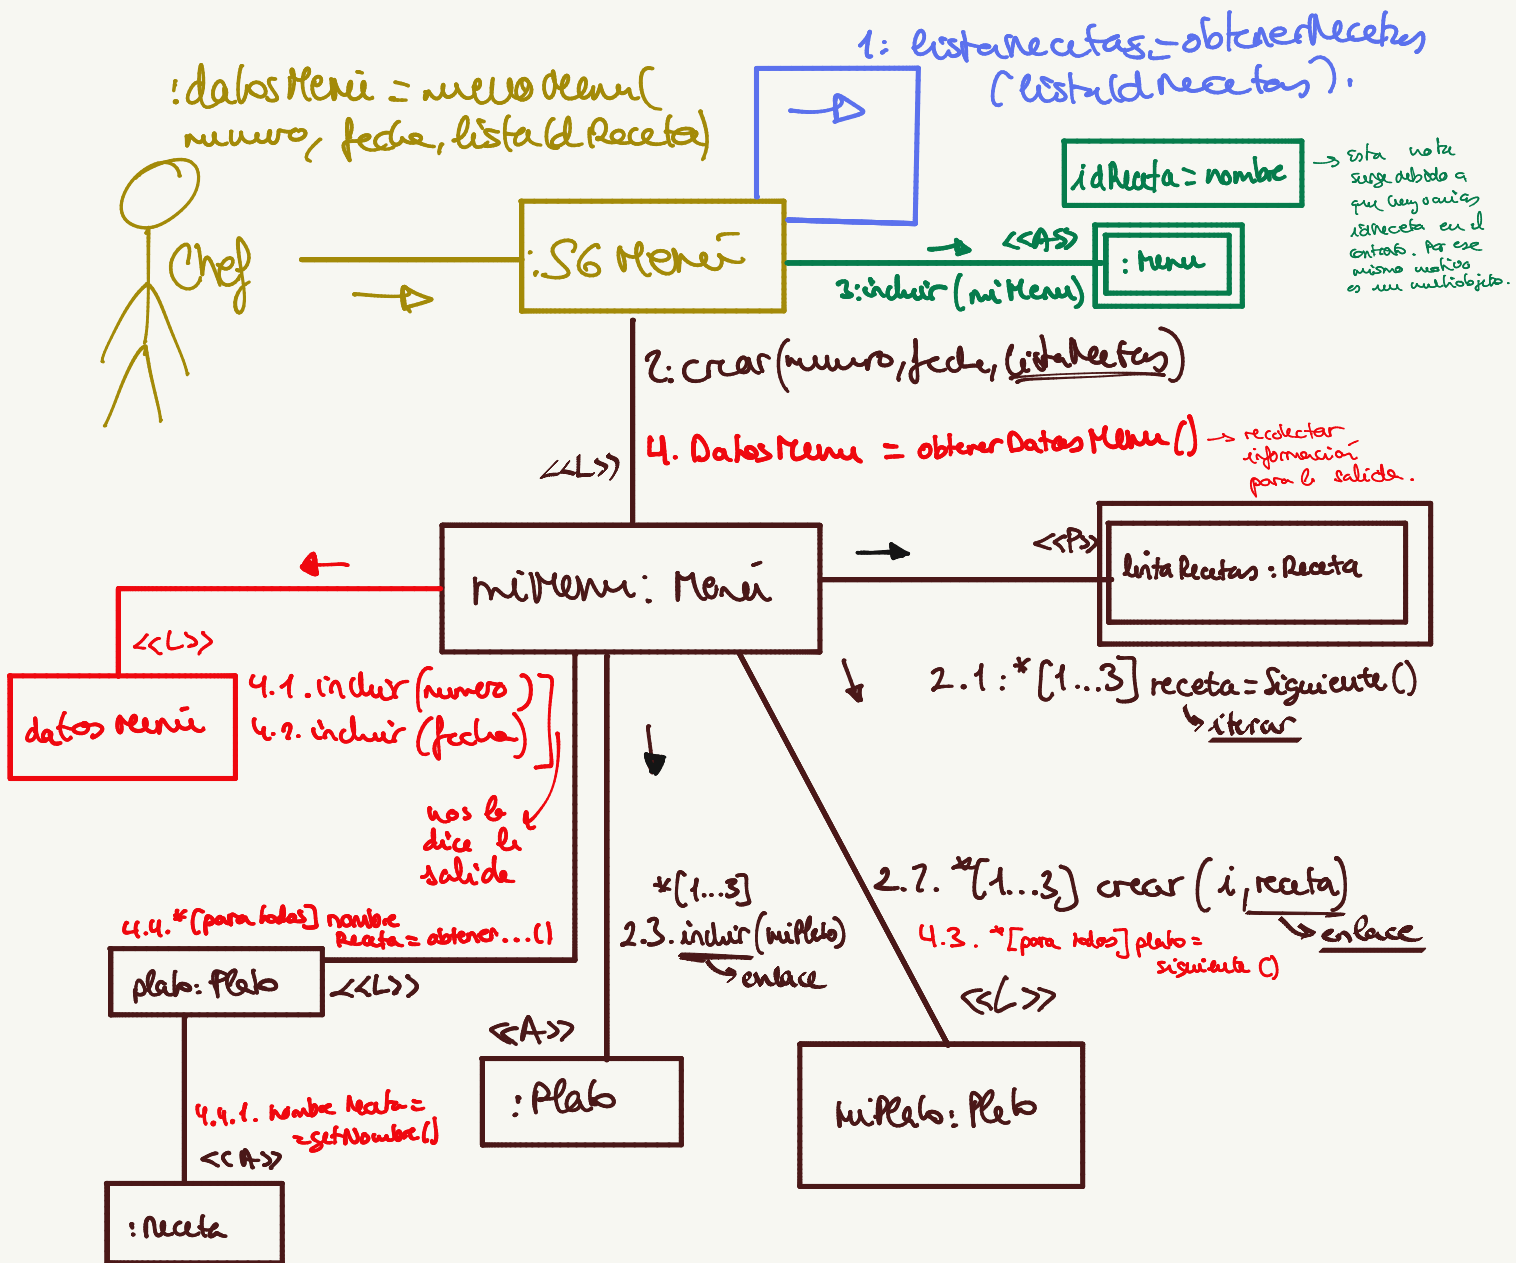 1: listaRecetas = obtenerRecetas
(listaIdRecetas).
:datosMenú = nuevoMenu(
numero, fecha, listaIdReceta)
Chef
:SG Menú
idReceta = nombre
→ Esta nota
surge debido a
que hay varias
idReceta en el
contrato. Por ese
mismo motivo
es un multiobjeto.
<<AS>>
: Menu
3: incluir (miMenu)
2: crear (numero, fecha, listaRecetas)
4. DatosMenu = obtenerDatosMenu()
→ recolectar
información
para la salida.
<<L>>
miMenu: Menú
<<P>>
listaRecetas : Receta
2.1 : *[1...3] receta = Siguiente ()
iterar
<<L>>
datos Menú
4.1. incluir (numero)
4.2. incluir (fecha)
nos lo
dice la
salida
*[1...3]
2.3. incluir (miPlato)
enlace
2.2. *[1...3] crear (i, receta)
enlace
4.3. *[para todos] plato =
siguiente ()
<<L>>
4.4. *[para todos] nombre
Receta = obtener...()
plato: Plato
<<L>>
<<A>>
:Plato
miPlato: Plato
4.4.1. nombre Receta =
= getNombre()
<<A>>
:Receta